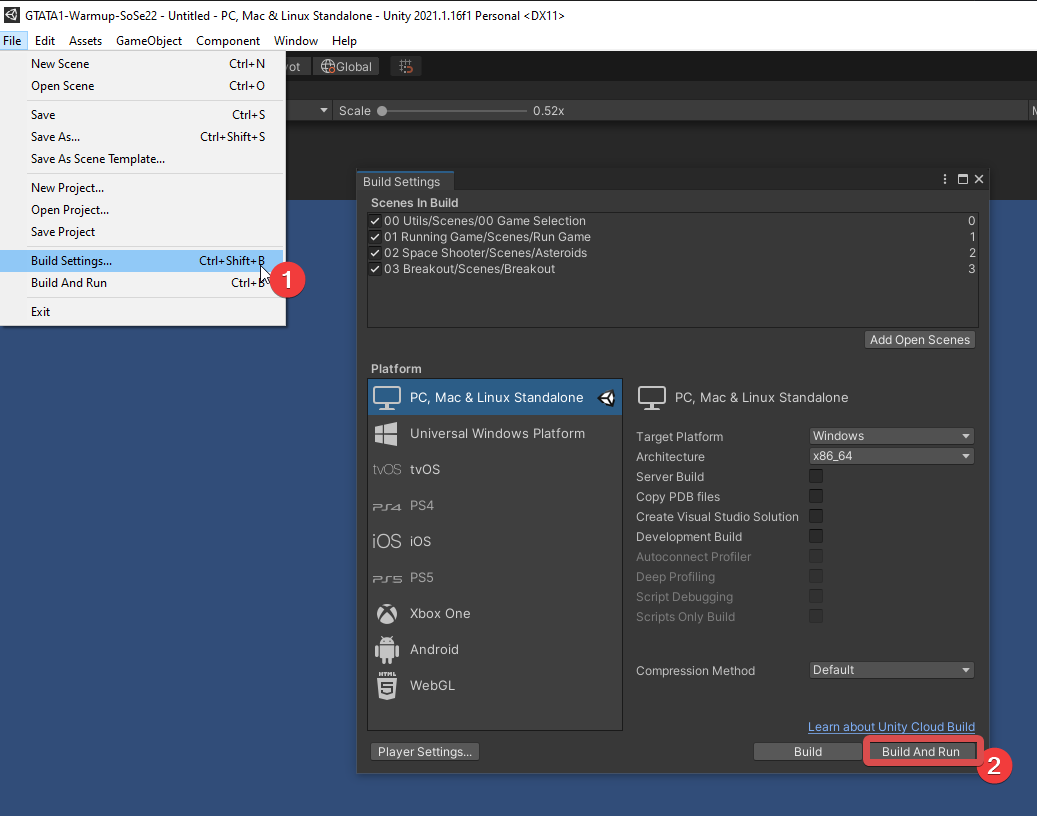 GTATA1-Warmup-SoSe22 - Untitled - PC, Mac & Linux Standalone - Unity 2021.1.16f1 Personal <DX11>
File Edit Assets GameObject Component Window Help
New Scene Ctrl+N
Open Scene Ctrl+O
Save Ctrl+S
Save As... Ctrl+Shift+S
Save As Scene Template...
New Project...
Open Project...
Save Project
Build Settings... Ctrl+Shift+B
Build And Run Ctrl+B
Exit
1
ot Global
Scale 0.52x
Build Settings
Scenes In Build
00 Utils/Scenes/00 Game Selection 0
01 Running Game/Scenes/Run Game 1
02 Space Shooter/Scenes/Asteroids 2
03 Breakout/Scenes/Breakout 3
Add Open Scenes
Platform
PC, Mac & Linux Standalone
Universal Windows Platform
tvOS tvOS
PS4 PS4
iOS iOS
PS5 PS5
Xbox One
Android
HTML 5 WebGL
PC, Mac & Linux Standalone
Target Platform Windows
Architecture x86_64
Server Build
Copy PDB files
Create Visual Studio Solution
Development Build
Autoconnect Profiler
Deep Profiling
Script Debugging
Scripts Only Build
Compression Method Default
Learn about Unity Cloud Build
Player Settings... Build Build And Run
2